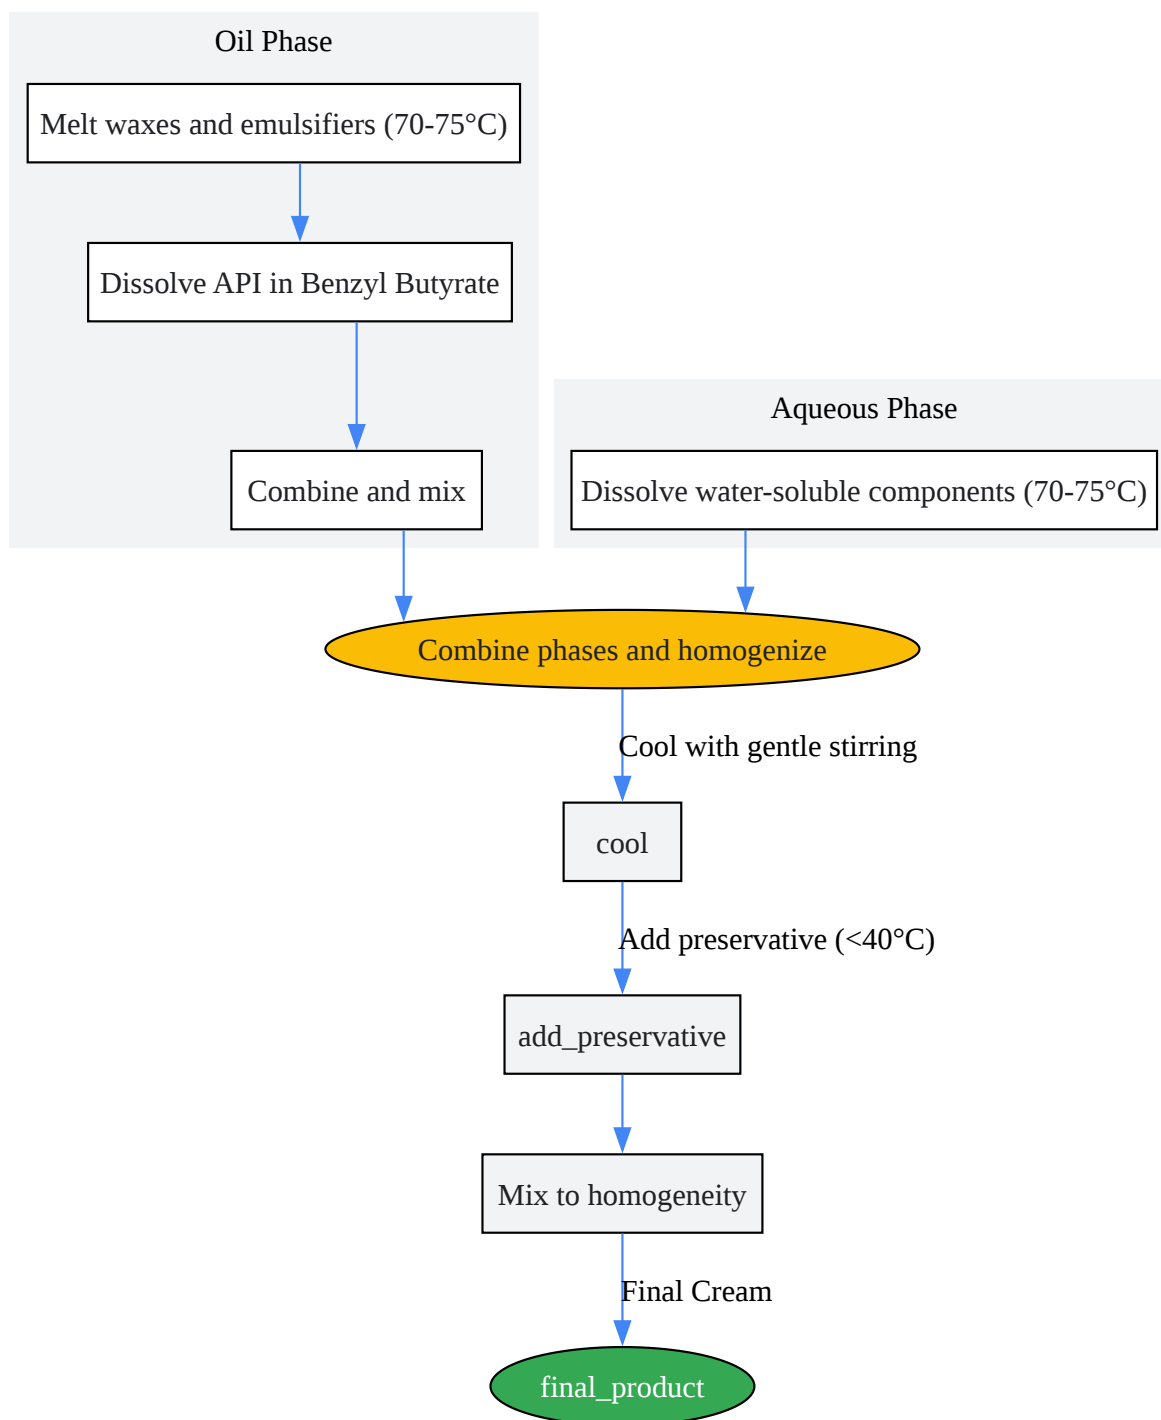 Oil Phase
Melt waxes and emulsifiers (70-75°C)
Dissolve API in Benzyl Butyrate
Combine and mix
Aqueous Phase
Dissolve water-soluble components (70-75°C)
Combine phases and homogenize
Cool with gentle stirring
cool
Add preservative (<40°C)
add_preservative
Mix to homogeneity
Final Cream
final_product